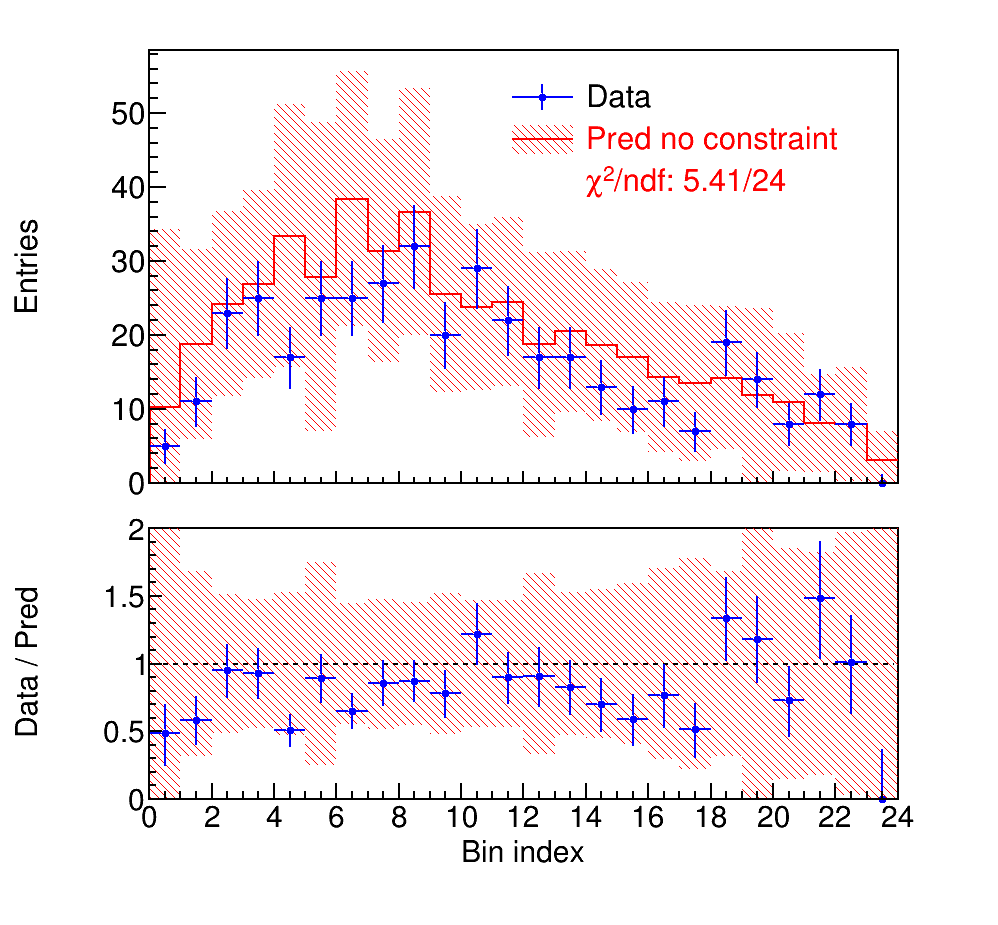 Entries
50
40
30
20
10
0
Data
Pred no constraint
χ²/ndf: 5.41/24
Data / Pred
2
1.5
1
0.5
0
0 2 4 6 8 10 12 14 16 18 20 22 24
Bin index